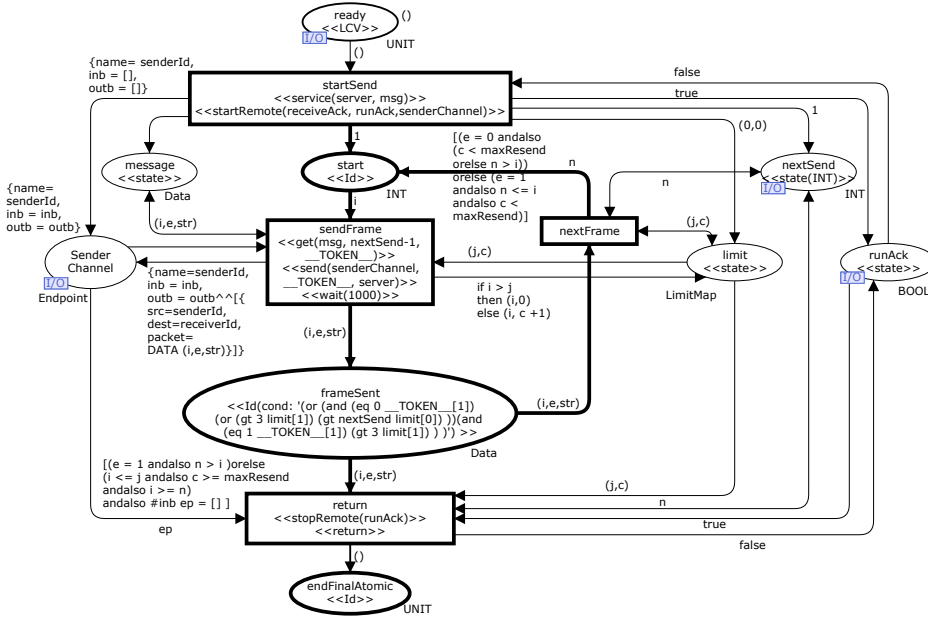 ready
<<LCV>>
()
I/O
UNIT
()
{name= senderId,
inb = [],
outb = []}
startSend
<<service(server, msg)>>
<<startRemote(receiveAck, runAck,senderChannel)>>
false
true
1
(0,0)
1
[(e = 0 andalso
(c < maxResend
orelse n > i))
orelse (e = 1
andalso n <= i
andalso c <
maxResend)]
n
message
<<state>>
Data
start
<<Id>>
INT
nextSend
<<state(INT)>>
I/O
INT
n
{name=
senderId,
inb = inb,
outb = outb}
i
(i,e,str)
sendFrame
<<get(msg, nextSend-1,
__TOKEN__)>>
<<send(senderChannel,
__TOKEN__, server)>>
<<wait(1000)>>
nextFrame
(j,c)
(j,c)
Sender
Channel
I/O
Endpoint
limit
<<state>>
LimitMap
runAck
<<state>>
I/O
BOOL
{name=senderId,
inb = inb,
outb = outb^^[{
src=senderId,
dest=receiverId,
packet=
DATA (i,e,str)}]}
if i > j
then (i,0)
else (i, c +1)
(i,e,str)
frameSent
<<Id(cond: '(or (and (eq 0 __TOKEN__[1])
(or (gt 3 limit[1]) (gt nextSend limit[0]) ))(and
(eq 1 __TOKEN__[1]) (gt 3 limit[1]) ) )') >>
Data
(i,e,str)
[(e = 1 andalso n > i )orelse
(i <= j andalso c >= maxResend
andalso i >= n)
andalso #inb ep = [] ]
(i,e,str)
(j,c)
n
return
<<stopRemote(runAck)>>
<<return>>
ep
true
false
()
endFinalAtomic
<<Id>>
UNIT